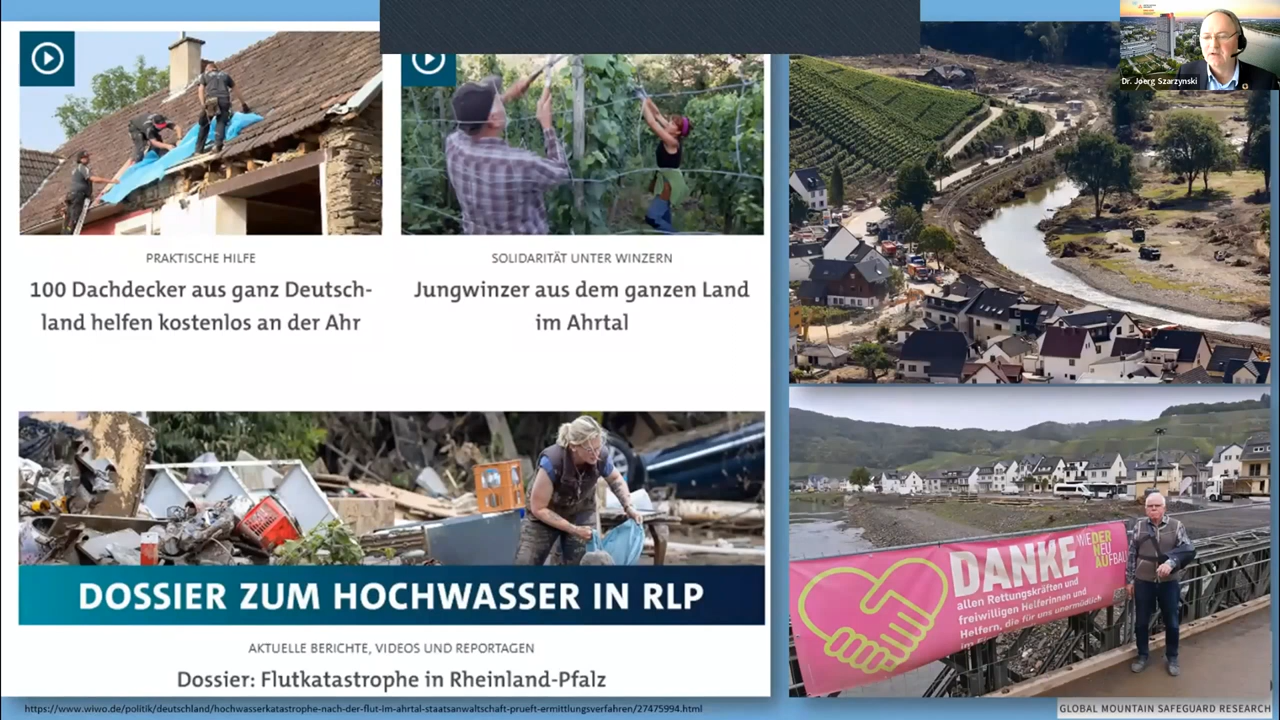 Dr. Joerg Szarzynski
PRAKTISCHE HILFE
100 Dachdecker aus ganz Deutsch-
land helfen kostenlos an der Ahr
SOLIDARITÄT UNTER WINZERN
Jungwinzer aus dem ganzen Land
im Ahrtal
DOSSIER ZUM HOCHWASSER IN RLP
AKTUELLE BERICHTE, VIDEOS UND REPORTAGEN
Dossier: Flutkatastrophe in Rheinland-Pfalz
DANKE
allen Rettungskräften und
freiwilligen Helferinnen und
Helfern, die für uns unermüdlich
WIEDER
NEU
AUFBAU
https://www.wiwo.de/politik/deutschland/hochwasserkatastrophe-nach-der-flut-im-ahrtal-staatsanwaltschaft-prueft-ermittlungsverfahren/27475994.html
GLOBAL MOUNTAIN SAFEGUARD RESEARCH